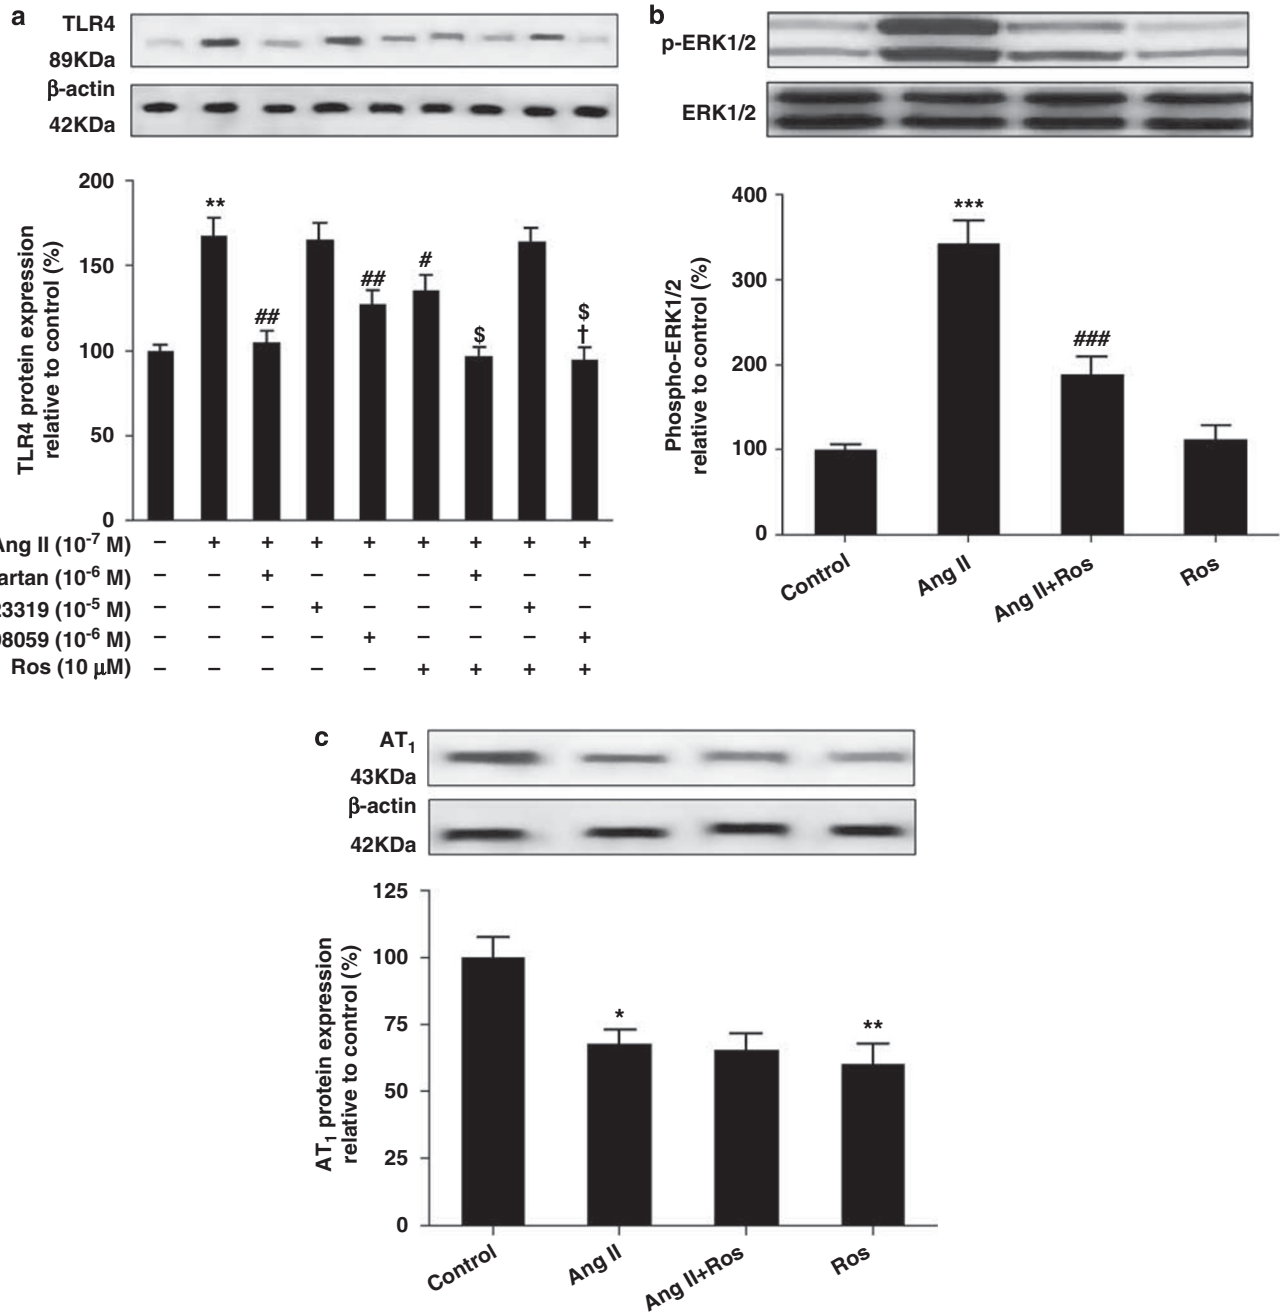 a
TLR4
89KDa
β-actin
42KDa
TLR4 protein expression
relative to control (%)
200
150
100
50
0
**
##
##
#
$
$
†
Ang II (10-7 M) – + + + + + + + +
artan (10-6 M) – – + – – – + – –
23319 (10-5 M) – – – + – – – + –
98059 (10-6 M) – – – – + – – – +
Ros (10 μM) – – – – – + + + +
b
p-ERK1/2
ERK1/2
Phospho-ERK1/2
relative to control (%)
400
300
200
100
0
***
###
Control
Ang II
Ang II+Ros
Ros
c
AT1
43KDa
β-actin
42KDa
AT1 protein expression
relative to control (%)
125
100
75
50
25
0
*
**
Control
Ang II
Ang II+Ros
Ros